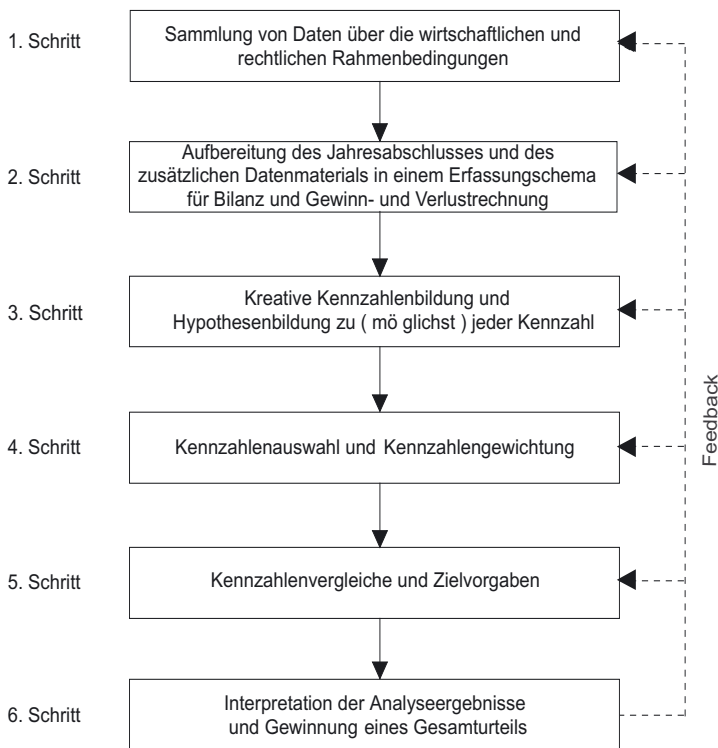 1. Schritt
Sammlung von Daten über die wirtschaftlichen und
rechtlichen Rahmenbedingungen
2. Schritt
Aufbereitung des Jahresabschlusses und des
zusätzlichen Datenmaterials in einem Erfassungschema
für Bilanz und Gewinn- und Verlustrechnung
3. Schritt
Kreative Kennzahlenbildung und
Hypothesenbildung zu ( mö glichst ) jeder Kennzahl
4. Schritt
Kennzahlenauswahl und Kennzahlengewichtung
5. Schritt
Kennzahlenvergleiche und Zielvorgaben
6. Schritt
Interpretation der Analyseergebnisse
und Gewinnung eines Gesamturteils
Feedback